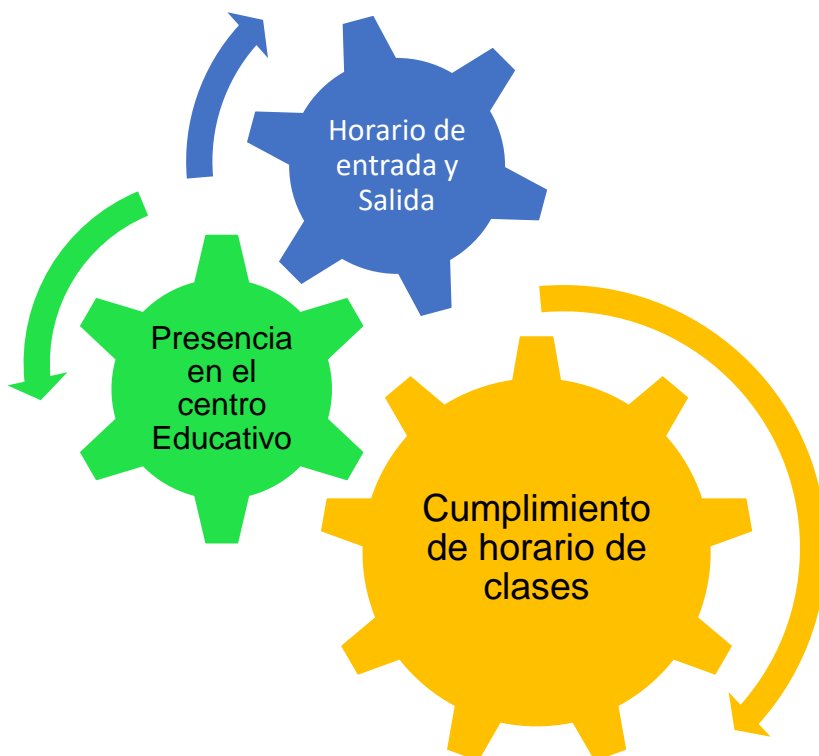 Horario de
entrada y
Salida
Presencia
en el
centro
Educativo
Cumplimiento
de horario de
clases